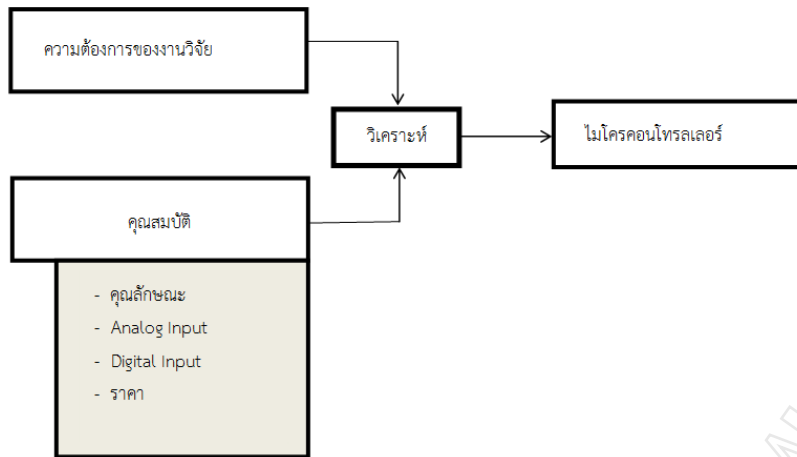 ความต้องการของงานวิจัย
วิเคราะห์
ไมโครคอนโทรลเลอร์
คุณสมบัติ
- คุณลักษณะ
- Analog Input
- Digital Input
- ราคา